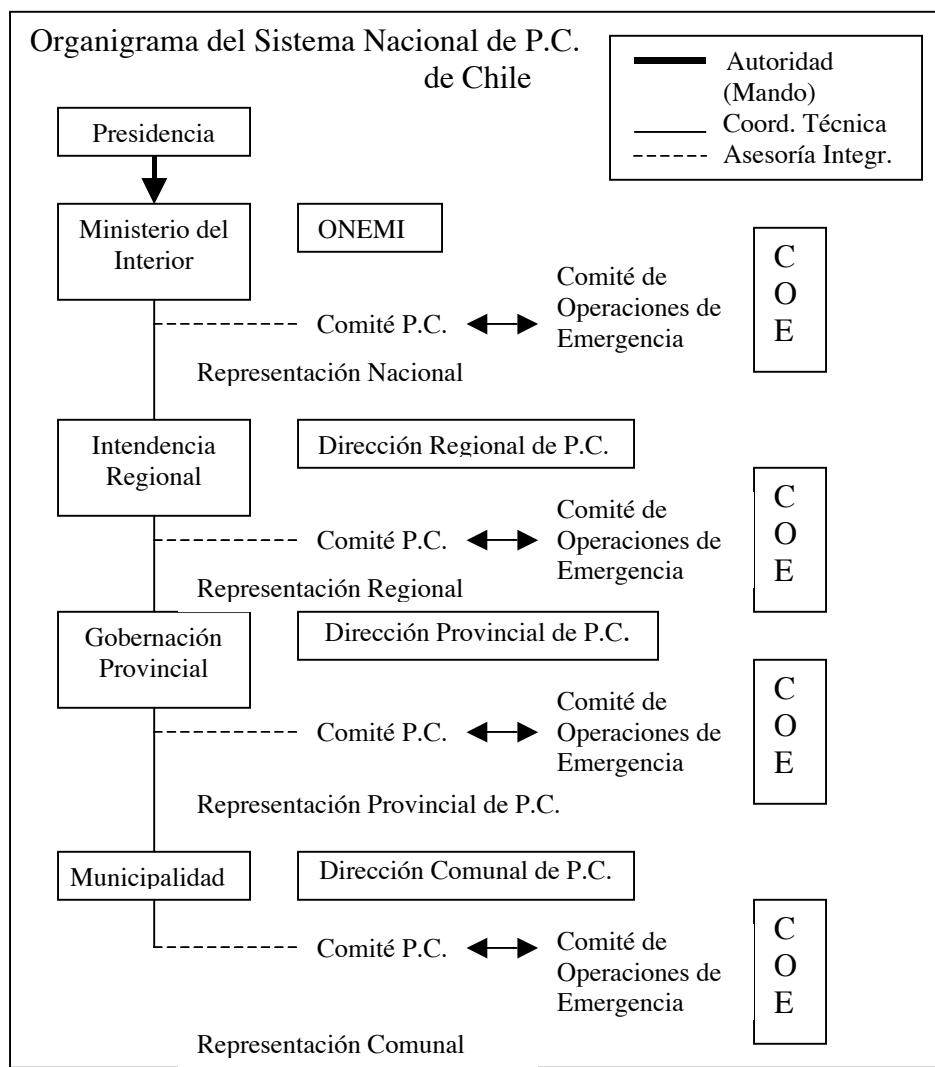 Organigrama del Sistema Nacional de P.C.
de Chile
Autoridad
(Mando)
Coord. Técnica
Asesoría Integr.
Presidencia
Ministerio del
Interior
ONEMI
Comité P.C.
Comité de
Operaciones de
Emergencia
C
O
E
Representación Nacional
Intendencia
Regional
Dirección Regional de P.C.
Comité P.C.
Comité de
Operaciones de
Emergencia
C
O
E
Representación Regional
Gobernación
Provincial
Dirección Provincial de P.C.
Comité P.C.
Comité de
Operaciones de
Emergencia
C
O
E
Representación Provincial de P.C.
Municipalidad
Dirección Comunal de P.C.
Comité P.C.
Comité de
Operaciones de
Emergencia
C
O
E
Representación Comunal